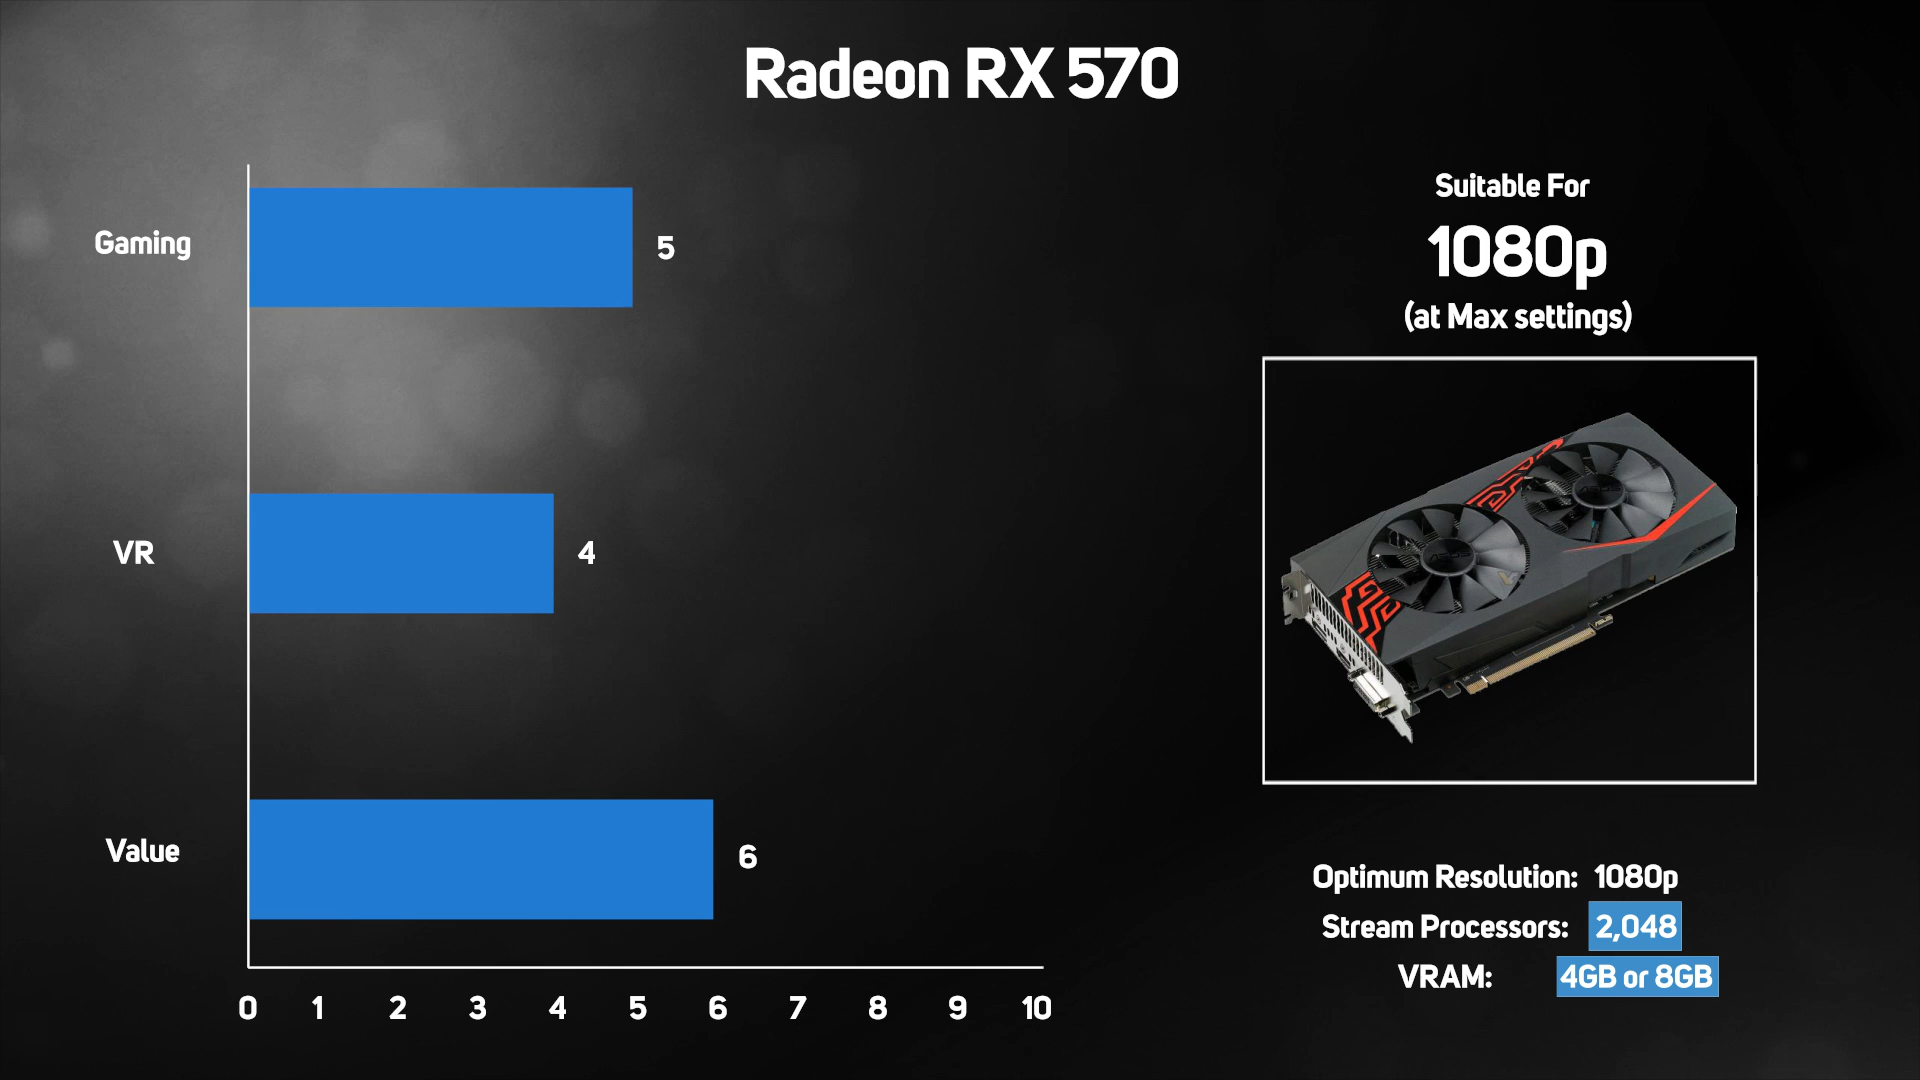 Radeon RX 570
Gaming
5
VR
4
Value
6
0 1 2 3 4 5 6 7 8 9 10
Suitable For
1080p
(at Max settings)
Optimum Resolution: 1080p
Stream Processors: 2,048
VRAM: 4GB or 8GB